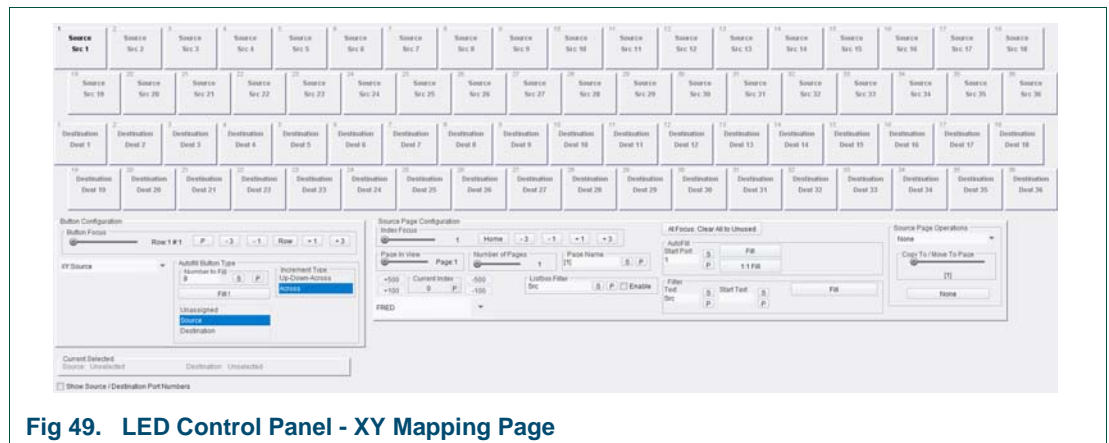 1 2 3 4 5 6 7 8 9 10 11 12 13 14 15 16 17 18
Source Source Source Source Source Source Source Source Source Source Source Source Source Source Source Source Source Source
Src 1 Src 2 Src 3 Src 4 Src 5 Src 6 Src 7 Src 8 Src 9 Src 10 Src 11 Src 12 Src 13 Src 14 Src 15 Src 16 Src 17 Src 18
19 20 21 22 23 24 25 26 27 28 29 30 31 32 33 34 35 36
Source Source Source Source Source Source Source Source Source Source Source Source Source Source Source Source Source Source
Src 19 Src 20 Src 21 Src 22 Src 23 Src 24 Src 25 Src 26 Src 27 Src 28 Src 29 Src 30 Src 31 Src 32 Src 33 Src 34 Src 35 Src 36
1 2 3 4 5 6 7 8 9 10 11 12 13 14 15 16 17 18
Destination Destination Destination Destination Destination Destination Destination Destination Destination Destination Destination Destination Destination Destination Destination Destination Destination Destination
Dest 1 Dest 2 Dest 3 Dest 4 Dest 5 Dest 6 Dest 7 Dest 8 Dest 9 Dest 10 Dest 11 Dest 12 Dest 13 Dest 14 Dest 15 Dest 16 Dest 17 Dest 18
19 20 21 22 23 24 25 26 27 28 29 30 31 32 33 34 35 36
Destination Destination Destination Destination Destination Destination Destination Destination Destination Destination Destination Destination Destination Destination Destination Destination Destination Destination
Dest 19 Dest 20 Dest 21 Dest 22 Dest 23 Dest 24 Dest 25 Dest 26 Dest 27 Dest 28 Dest 29 Dest 30 Dest 31 Dest 32 Dest 33 Dest 34 Dest 35 Dest 36
Button Configuration
Button Focus
Row:1 #:1 P -3 -1 Row +1 +3
XY:Source
Autofill Button Type
Number to Fill
8 S P
Fill !
Increment Type
Up-Down-Across
Across
Unassigned
Source
Destination
Source Page Configuration
Index Focus
1 Home -3 -1 +1 +3
Page In View
Page:1
Number of Pages
1
Page Name
[1] S P
+500 Current Index -500
+100 0 P -100
Listbox Filter
Src S P Enable
FRED
At Focus: Clear All to Unused
AutoFill
Start Port
1 S P
Fill
1:1 Fill
Filler
Text
Src S P
Start Text S P
Fill
Source Page Operations
None
Copy To / Move To Page
[1]
None
Current Selected
Source: Unselected Destination: Unselected
Show Source / Destination Port Numbers
Fig 49. LED Control Panel - XY Mapping Page